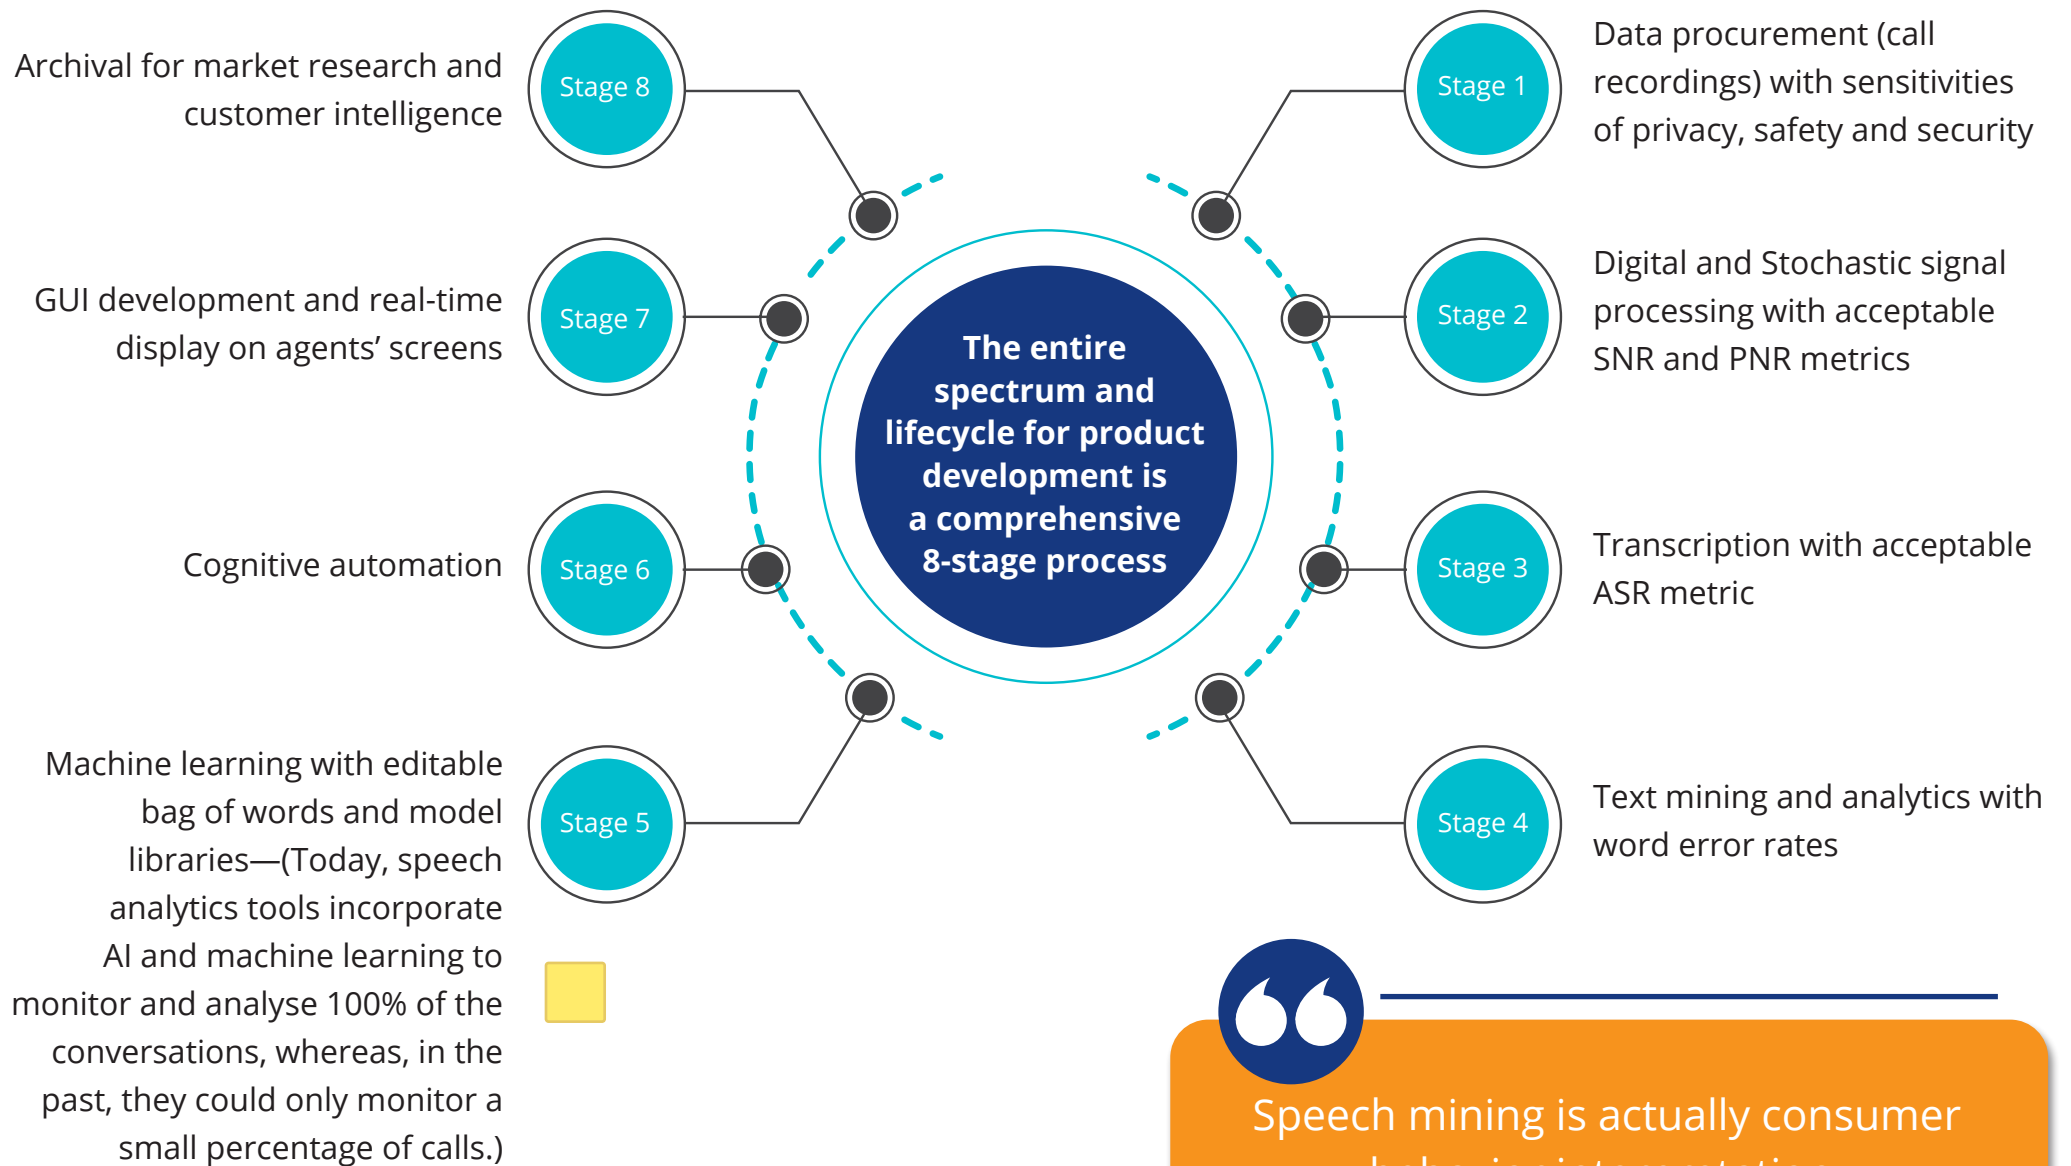 The entire
spectrum and
lifecycle for product
development is
a comprehensive
8-stage process
Stage 1
Data procurement (call
recordings) with sensitivities
of privacy, safety and security
Stage 2
Digital and Stochastic signal
processing with acceptable
SNR and PNR metrics
Stage 3
Transcription with acceptable
ASR metric
Stage 4
Text mining and analytics with
word error rates
Stage 5
Machine learning with editable
bag of words and model
libraries—(Today, speech
analytics tools incorporate
AI and machine learning to
monitor and analyse 100% of the
conversations, whereas, in the
past, they could only monitor a
small percentage of calls.)
Stage 6
Cognitive automation
Stage 7
GUI development and real-time
display on agents’ screens
Stage 8
Archival for market research and
customer intelligence
Speech mining is actually consumer